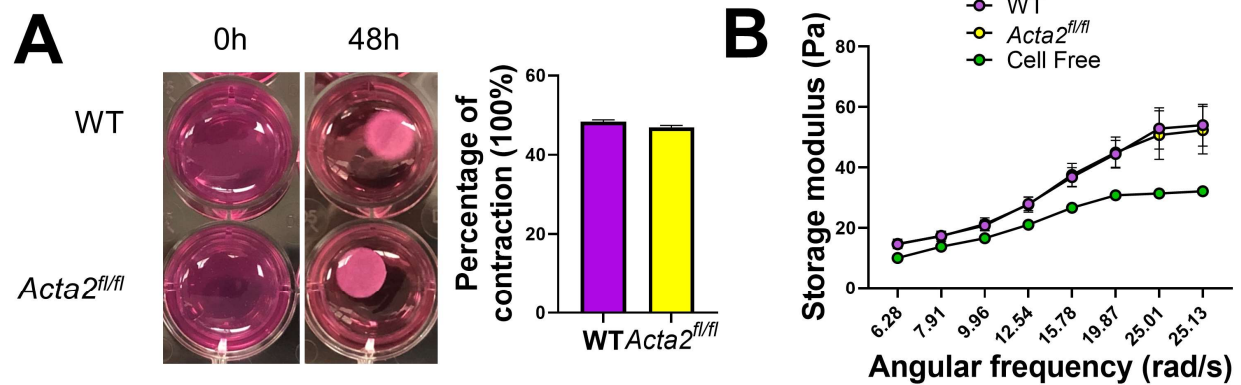 A
0h
48h
WT
Acta2fl/fl
Percentage of
contraction (100%)
60
40
20
0
WT Acta2fl/fl
B
WT
Acta2fl/fl
Cell Free
Storage modulus (Pa)
80
60
40
20
0
6.28
7.91
9.96
12.54
15.78
19.87
25.01
25.13
Angular frequency (rad/s)